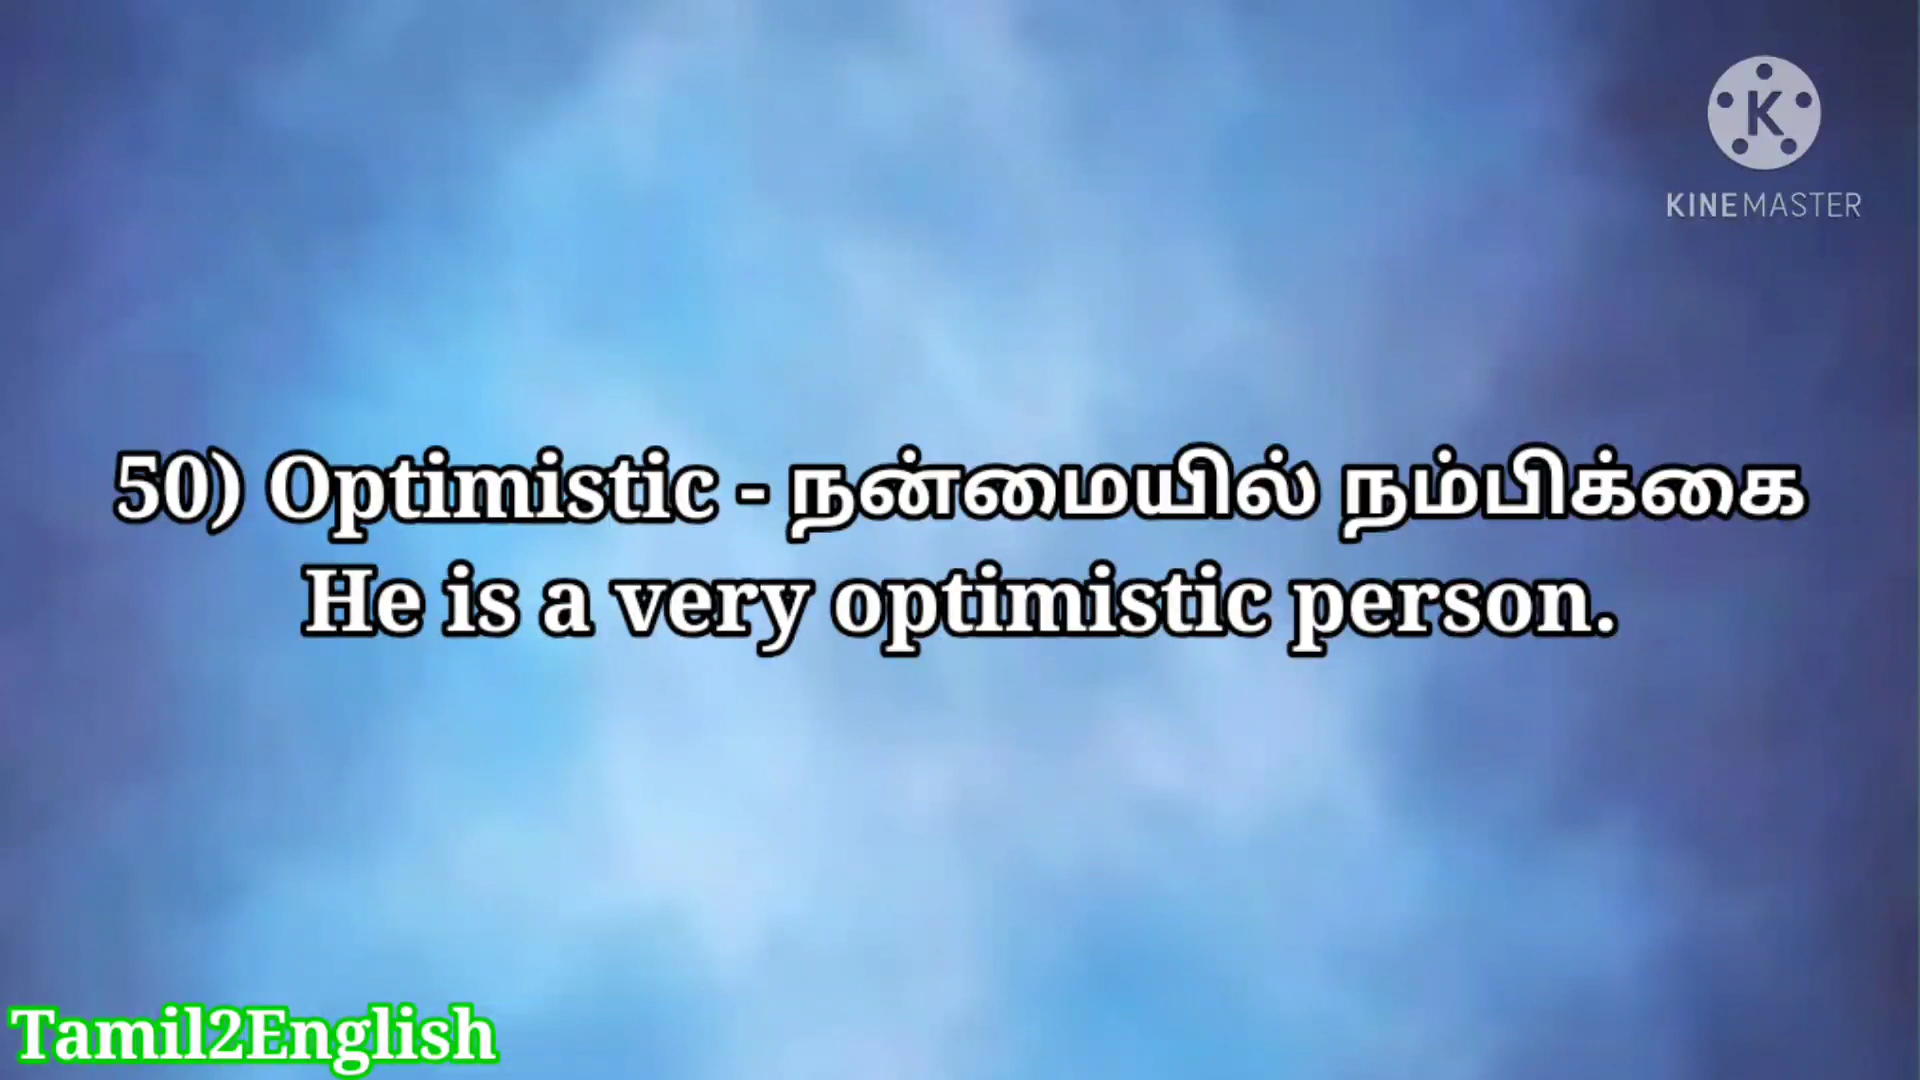 K
KINEMASTER
50) Optimistic - நன்மையில் நம்பிக்கை
He is a very optimistic person.
Tamil2English